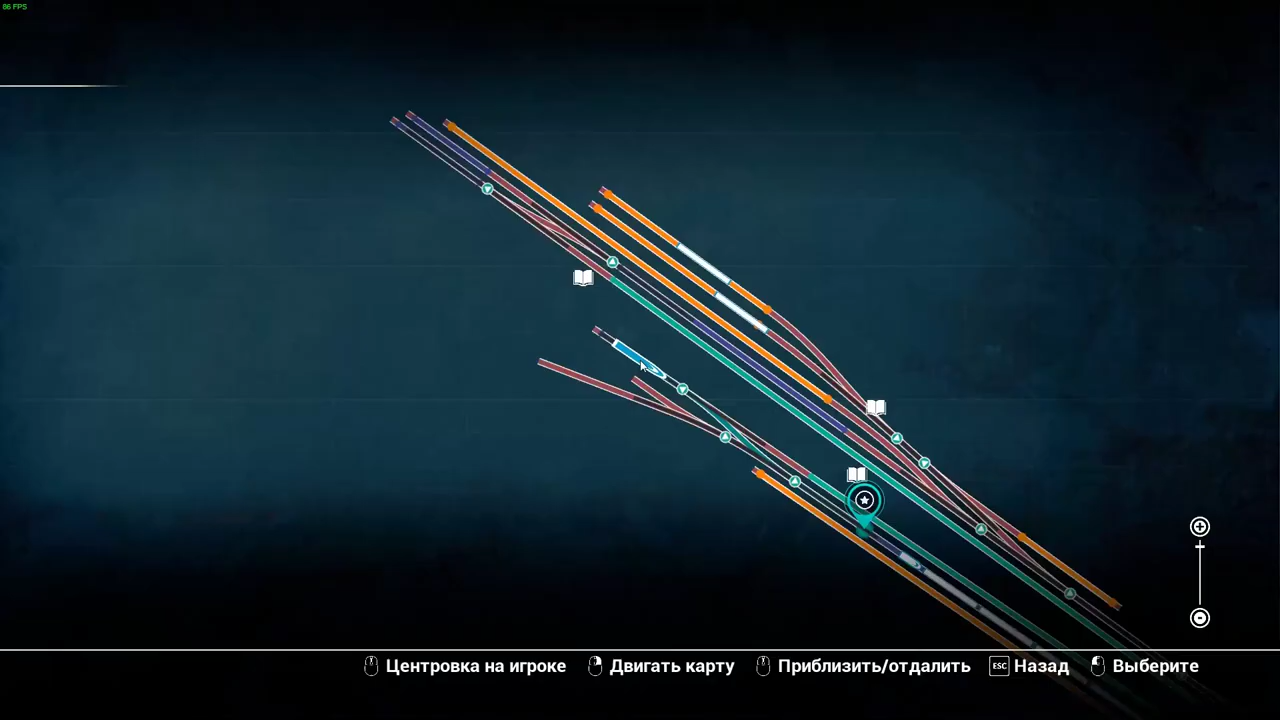 86 FPS
Центровка на игроке
Двигать карту
Приблизить/отдалить
ESC Назад
Выберите